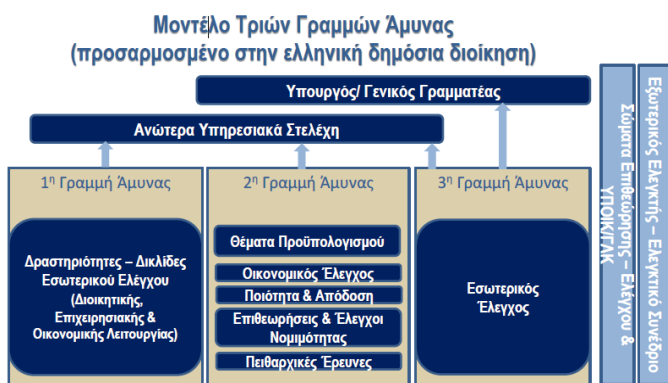 Μοντέλο Τριών Γραμμών Άμυνας
(προσαρμοσμένο στην ελληνική δημόσια διοίκηση)
Υπουργός/ Γενικός Γραμματέας
Ανώτερα Υπηρεσιακά Στελέχη
1η Γραμμή Άμυνας
Δραστηριότητες – Δικλίδες
Εσωτερικού Ελέγχου
(Διοικητικής,
Επιχειρησιακής &
Οικονομικής Λειτουργίας)
2η Γραμμή Άμυνας
Θέματα Προϋπολογισμού
Οικονομικός Έλεγχος
Ποιότητα & Απόδοση
Επιθεωρήσεις & Έλεγχοι
Νομιμότητας
Πειθαρχικές Έρευνες
3η Γραμμή Άμυνας
Εσωτερικός
Έλεγχος
Σώματα Επιθεώρησης – Ελέγχου &
ΥΠΟΙΚ/ΓΛΚ
Εξωτερικός Ελεγκτής – Ελεγκτικό Συνέδριο